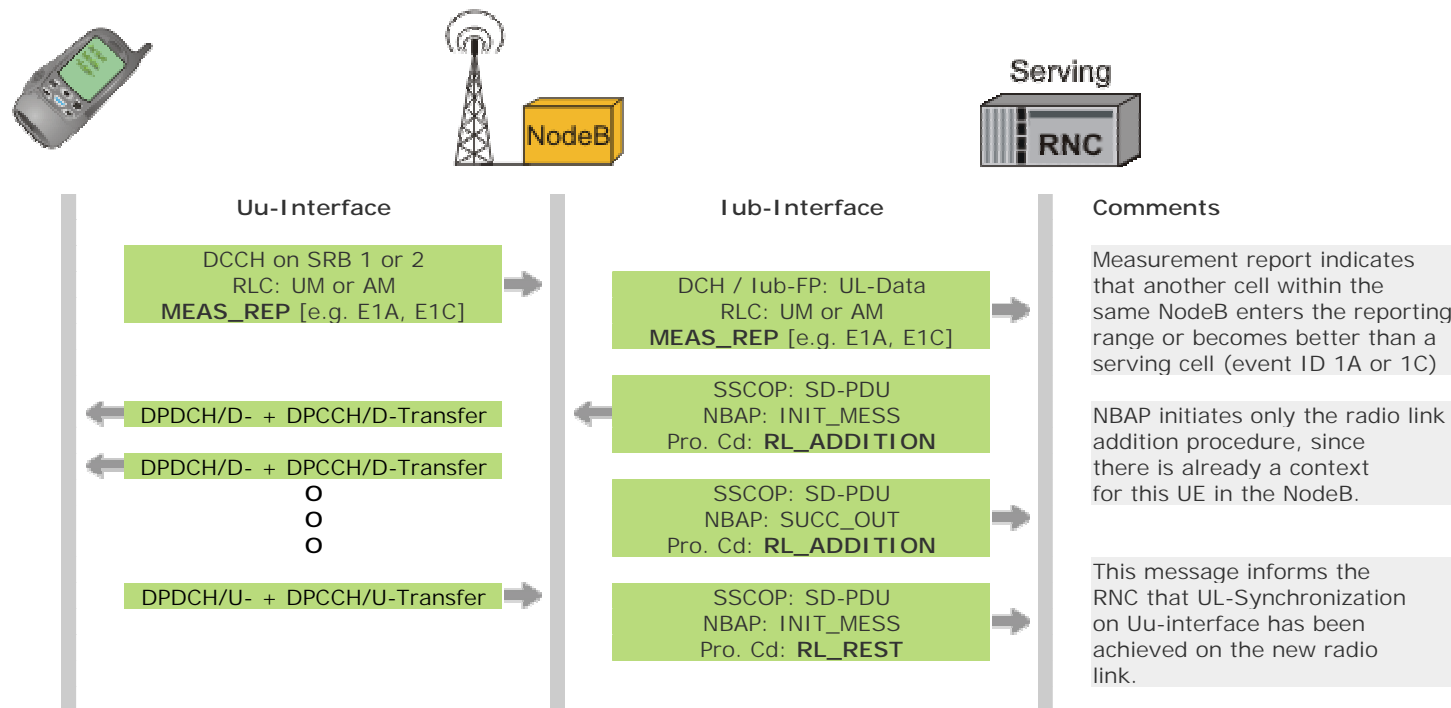 Serving
NodeB
RNC
Uu-Interface
Iub-Interface
Comments
DCCH on SRB 1 or 2
RLC: UM or AM
MEAS_REP [e.g. E1A, E1C]
DCH / Iub-FP: UL-Data
RLC: UM or AM
MEAS_REP [e.g. E1A, E1C]
Measurement report indicates
that another cell within the
same NodeB enters the reporting
range or becomes better than a
serving cell (event ID 1A or 1C)
DPDCH/D- + DPCCH/D-Transfer
SSCOP: SD-PDU
NBAP: INIT_MESS
Pro. Cd: RL_ADDITION
NBAP initiates only the radio link
addition procedure, since
there is already a context
for this UE in the NodeB.
DPDCH/D- + DPCCH/D-Transfer
O
O
O
SSCOP: SD-PDU
NBAP: SUCC_OUT
Pro. Cd: RL_ADDITION
DPDCH/U- + DPCCH/U-Transfer
SSCOP: SD-PDU
NBAP: INIT_MESS
Pro. Cd: RL_REST
This message informs the
RNC that UL-Synchronization
on Uu-interface has been
achieved on the new radio
link.